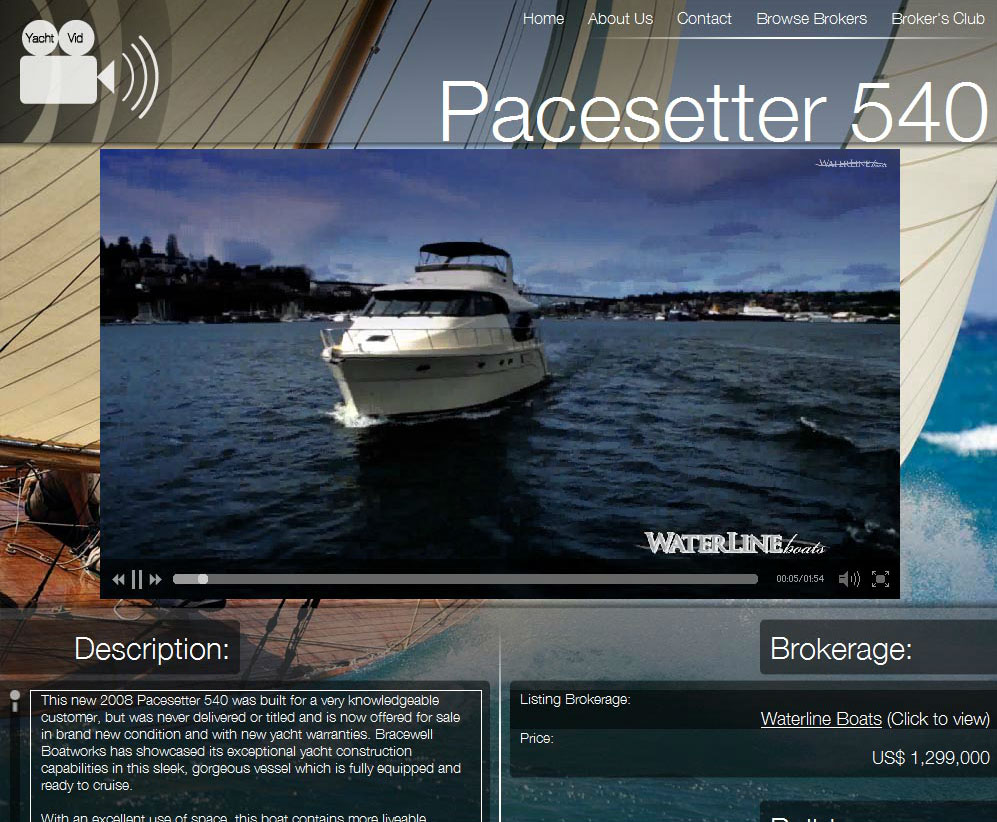 Home About Us Contact Browse Brokers Broker's Club
Yacht Vid
Pacesetter 540
WATERLINE boats
WATERLINE boats
00:05/01:54
Description:
Brokerage:
This new 2008 Pacesetter 540 was built for a very knowledgeable
customer, but was never delivered or titled and is now offered for sale
in brand new condition and with new yacht warranties. Bracewell
Boatworks has showcased its exceptional yacht construction
capabilities in this sleek, gorgeous vessel which is fully equipped and
ready to cruise.
With an excellent use of space, this boat contains more liveable
Listing Brokerage:
Waterline Boats (Click to view)
Price:
US$ 1,299,000